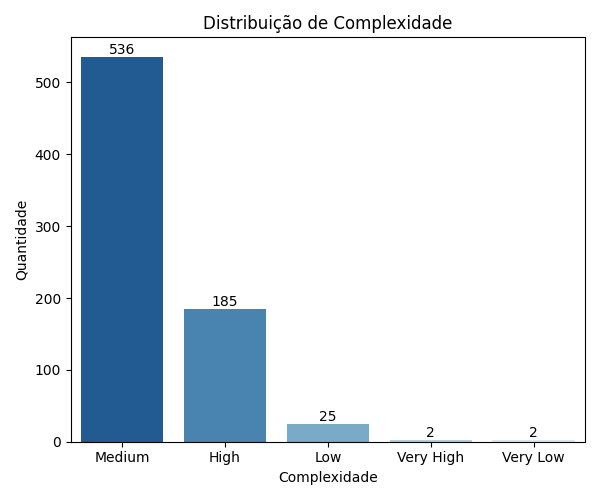 Distribuição de Complexidade
536
185
25
2
2
500
400
300
200
100
0
Quantidade
Medium
High
Low
Very High
Very Low
Complexidade